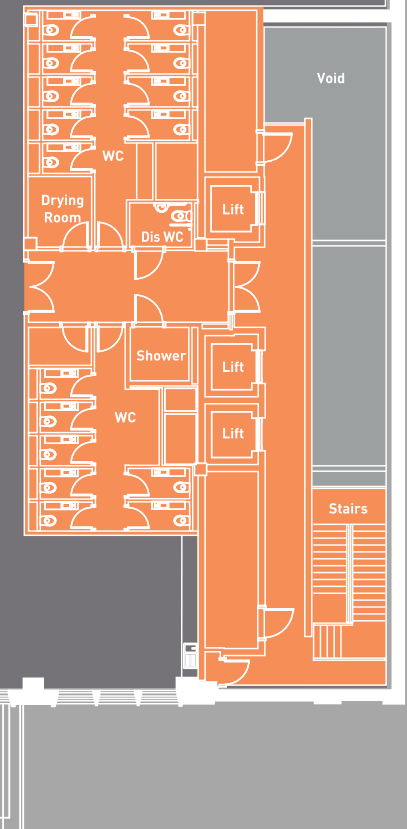 Void
WC
Drying
Room
Lift
Dis WC
Shower
Lift
WC
Lift
Stairs